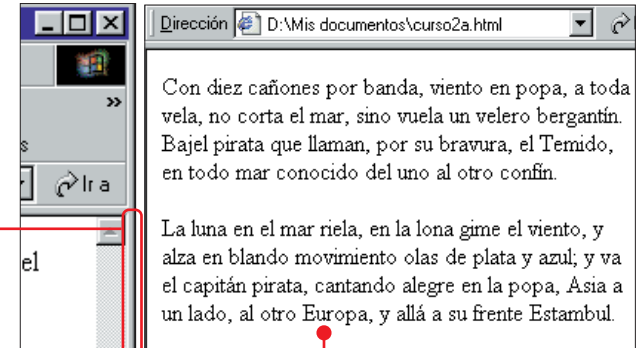 Dirección D:\Mis documentos\curso2a.html
»
s
Ir a
el
Con diez cañones por banda, viento en popa, a toda
vela, no corta el mar, sino vuela un velero bergantín.
Bajel pirata que llaman, por su bravura, el Temido,
en todo mar conocido del uno al otro confín.
La luna en el mar riela, en la lona gime el viento, y
alza en blando movimiento olas de plata y azul; y va
el capitán pirata, cantando alegre en la popa, Asia a
un lado, al otro Europa, y allá a su frente Estambul.